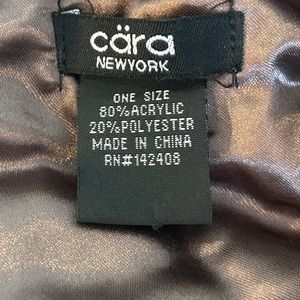 cära
NEWYORK
ONE SIZE
80%ACRYLIC
20%POLYESTER
MADE IN CHINA
RN#142408